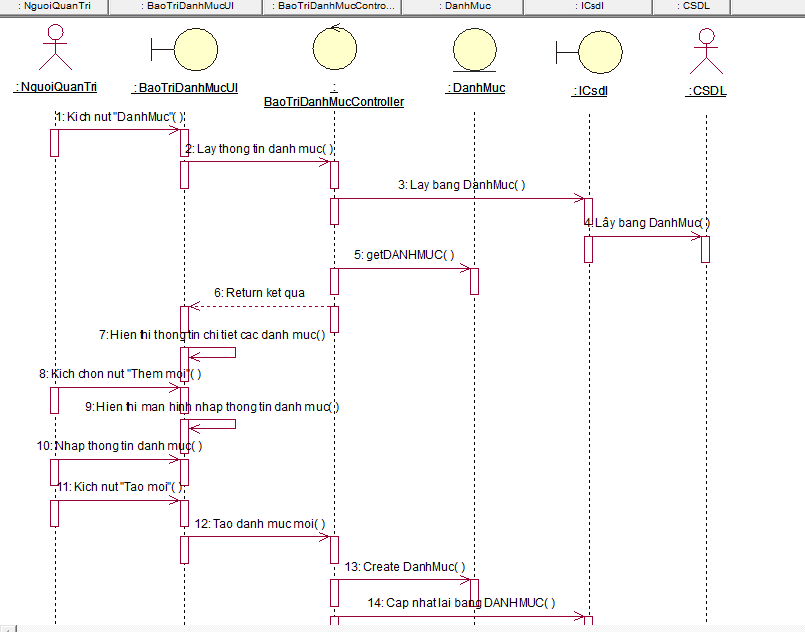 : NguoiQuanTri
: BaoTriDanhMucUI
: BaoTriDanhMucContro...
: DanhMuc
: ICsdl
: CSDL
: NguoiQuanTri
: BaoTriDanhMucUI
:
BaoTriDanhMucController
: DanhMuc
: ICsdl
: CSDL
1: Kich nut "DanhMuc"( )
2: Lay thong tin danh muc( )
3: Lay bang DanhMuc( )
4: Lây bang DanhMuc( )
5: getDANHMUC( )
6: Return ket qua
7: Hien thi thong tin chi tiet cac danh muc()
8: Kich chon nut "Them moi"( )
9: Hien thi man hinh nhap thong tin danh muc( )
10: Nhap thong tin danh muc( )
11: Kich nut "Tao moi"( )
12: Tao danh muc moi( )
13: Create DanhMuc( )
14: Cap nhat lai bang DANHMUC( )